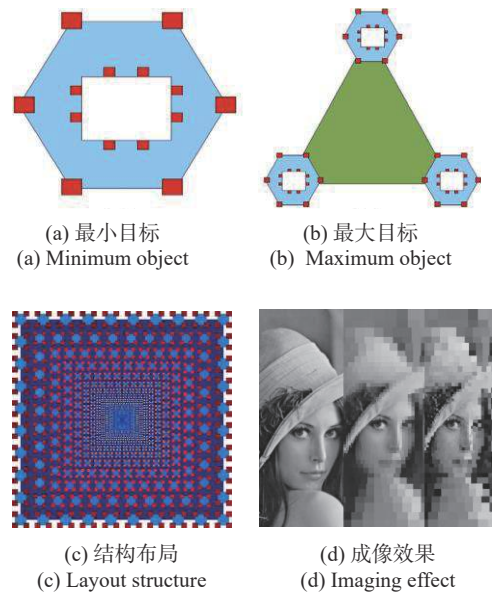 (a) 最小目标
(a) Minimum object
(b) 最大目标
(b) Maximum object
(c) 结构布局
(c) Layout structure
(d) 成像效果
(d) Imaging effect